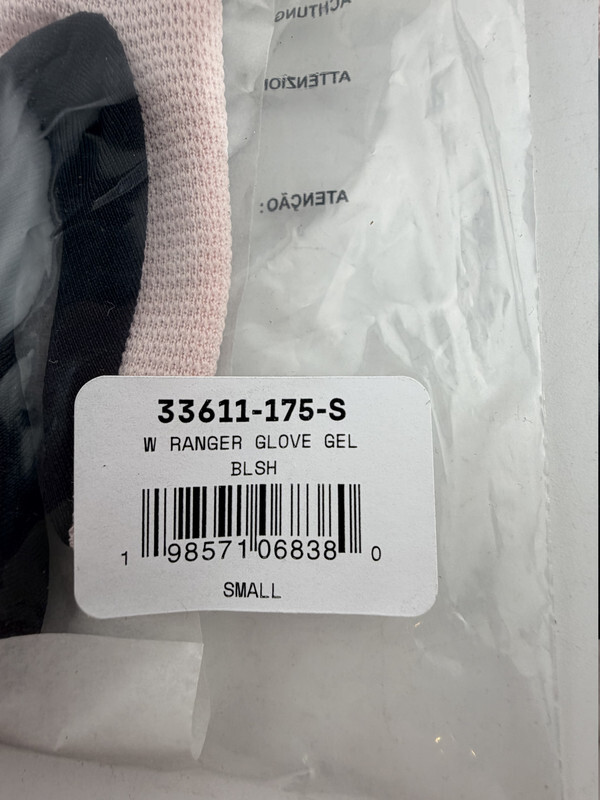 ACHTUNG
ATTENZIO
ATENÇÃO:
33611-175-S
W RANGER GLOVE GEL
BLSH
1 98571 06838 0
SMALL